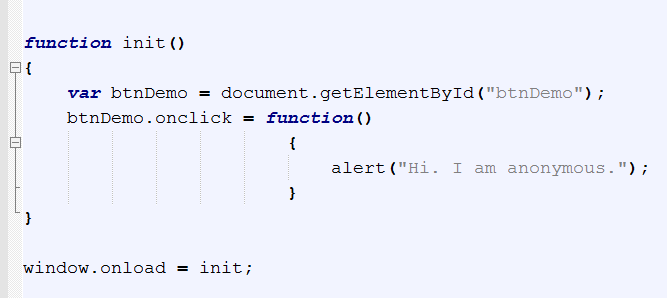 function init()
{
    var btnDemo = document.getElementById("btnDemo");
    btnDemo.onclick = function()
                        {
                            alert("Hi. I am anonymous.");
                        }
}
window.onload = init;